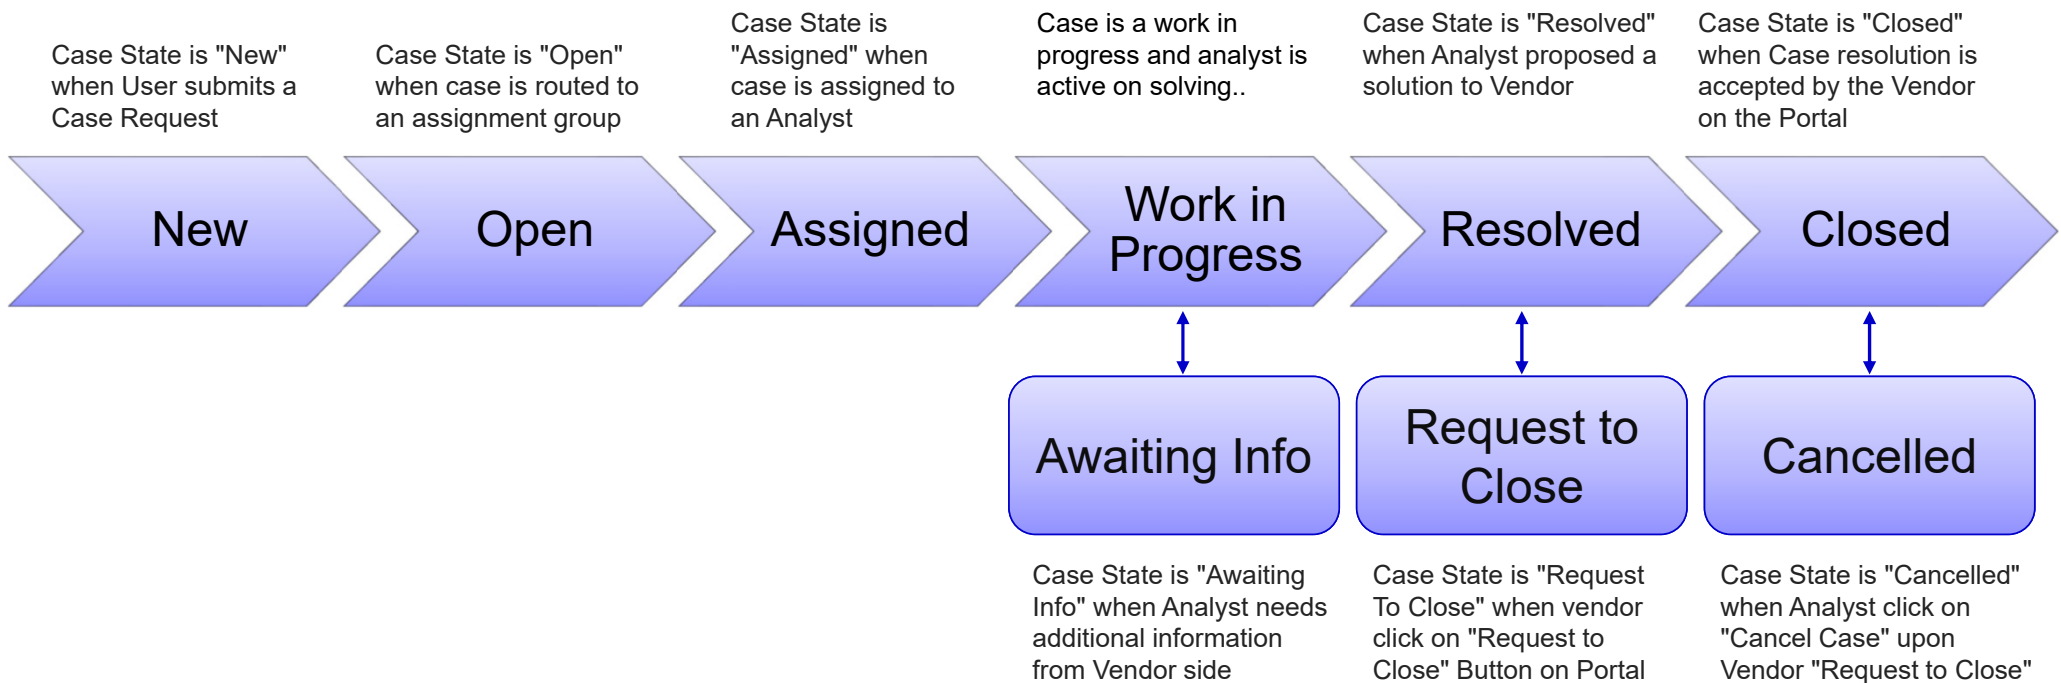 Case State is "New"
when User submits a
Case Request
Case State is "Open"
when case is routed to
an assignment group
Case State is
"Assigned" when
case is assigned to
an Analyst
Case is a work in
progress and analyst is
active on solving..
Case State is "Resolved"
when Analyst proposed a
solution to Vendor
Case State is "Closed"
when Case resolution is
accepted by the Vendor
on the Portal
New
Open
Assigned
Work in
Progress
Resolved
Closed
Awaiting Info
Request to
Close
Cancelled
Case State is "Awaiting
Info" when Analyst needs
additional information
from Vendor side
Case State is "Request
To Close" when vendor
click on "Request to
Close" Button on Portal
Case State is "Cancelled"
when Analyst click on
"Cancel Case" upon
Vendor "Request to Close"